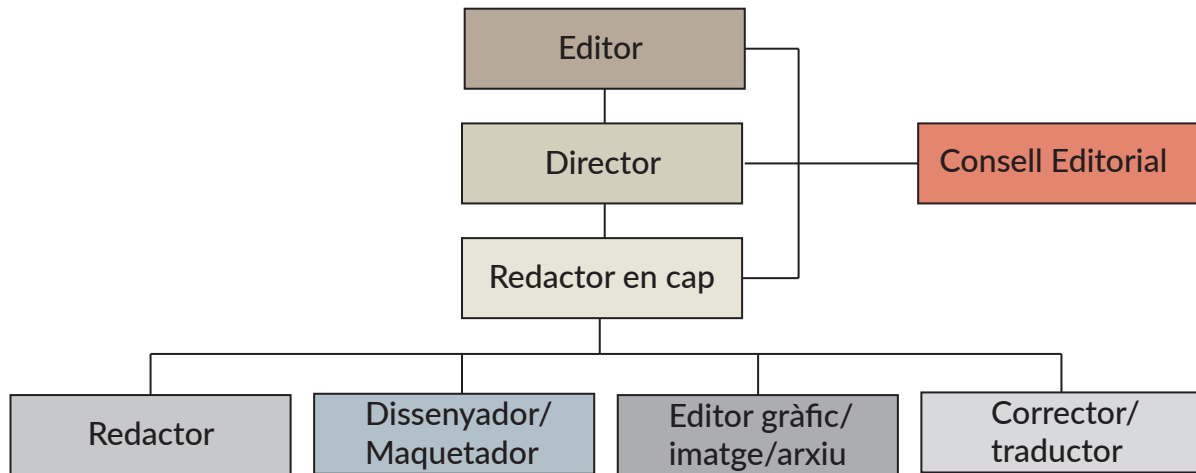 Editor
Director
Consell Editorial
Redactor en cap
Redactor
Dissenyador/
Maquetador
Editor gràfic/
imatge/arxiu
Corrector/
traductor